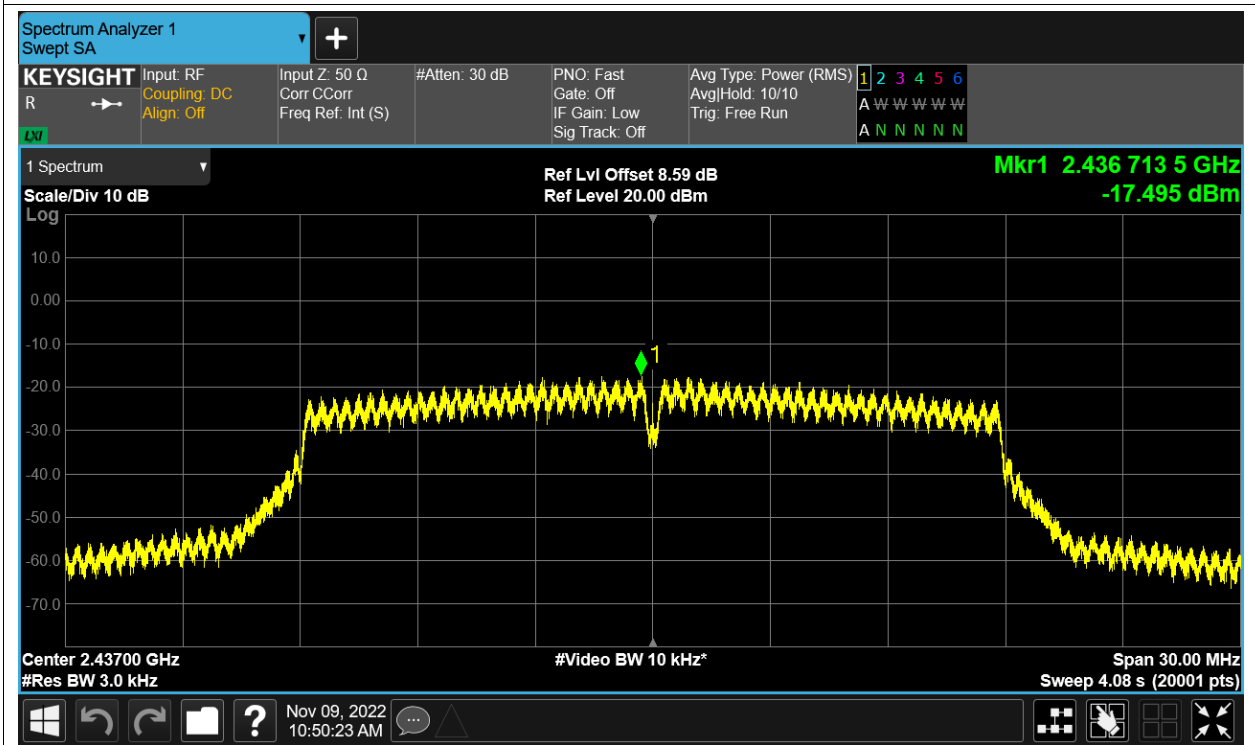 Spectrum Analyzer 1
Swept SA
KEYSIGHT
R
LXI
Input: RF
Coupling: DC
Align: Off
Input Z: 50 Ω
Corr CCorr
Freq Ref: Int (S)
#Atten: 30 dB
PNO: Fast
Gate: Off
IF Gain: Low
Sig Track: Off
Avg Type: Power (RMS)
Avg|Hold: 10/10
Trig: Free Run
1 2 3 4 5 6
A W W W W W
A N N N N N
1 Spectrum
Scale/Div 10 dB
Log
Ref Lvl Offset 8.59 dB
Ref Level 20.00 dBm
Mkr1 2.436 713 5 GHz
-17.495 dBm
10.0
0.00
-10.0
1
-20.0
-30.0
-40.0
-50.0
-60.0
-70.0
Center 2.43700 GHz
#Video BW 10 kHz*
Span 30.00 MHz
#Res BW 3.0 kHz
Sweep 4.08 s (20001 pts)
?
Nov 09, 2022
10:50:23 AM